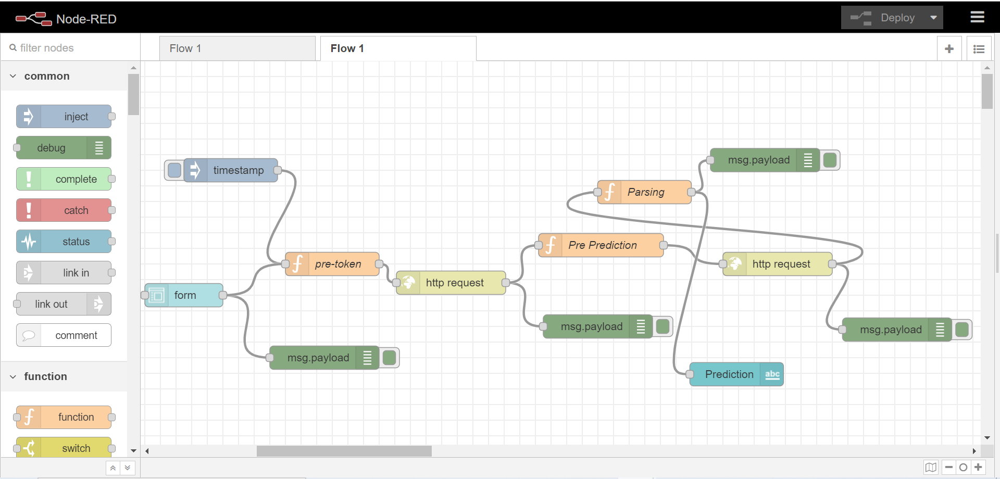 Node-RED
Deploy
filter nodes
Flow 1
Flow 1
common
inject
debug
complete
catch
status
link in
link out
comment
function
function
switch
timestamp
form
pre-token
http request
msg.payload
Pre Prediction
msg.payload
Parsing
msg.payload
http request
msg.payload
Prediction
abc